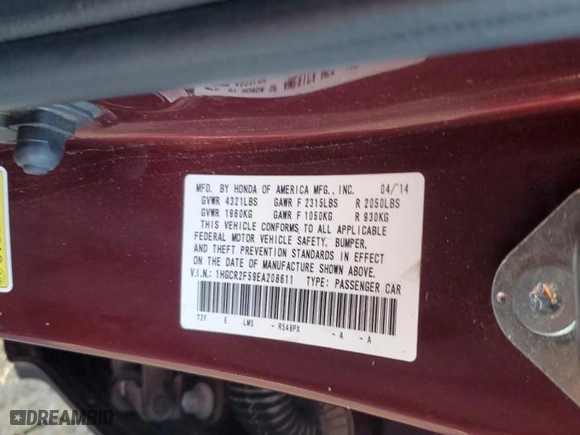 MFD. BY HONDA OF AMERICA MFG., INC. 04/'14
GVWR 4321LBS GAWR F 2315LBS R 2050LBS
GVWR 1960KG GAWR F 1050KG R 930KG
THIS VEHICLE CONFORMS TO ALL APPLICABLE
FEDERAL MOTOR VEHICLE SAFETY, BUMPER,
AND THEFT PREVENTION STANDARDS IN EFFECT
ON THE DATE OF MANUFACTURE SHOWN ABOVE.
V.I.N.: 1HGCR2F59EA208611 TYPE: PASSENGER CAR
T2F E LMS - R548PX - A - A
DREAMBID